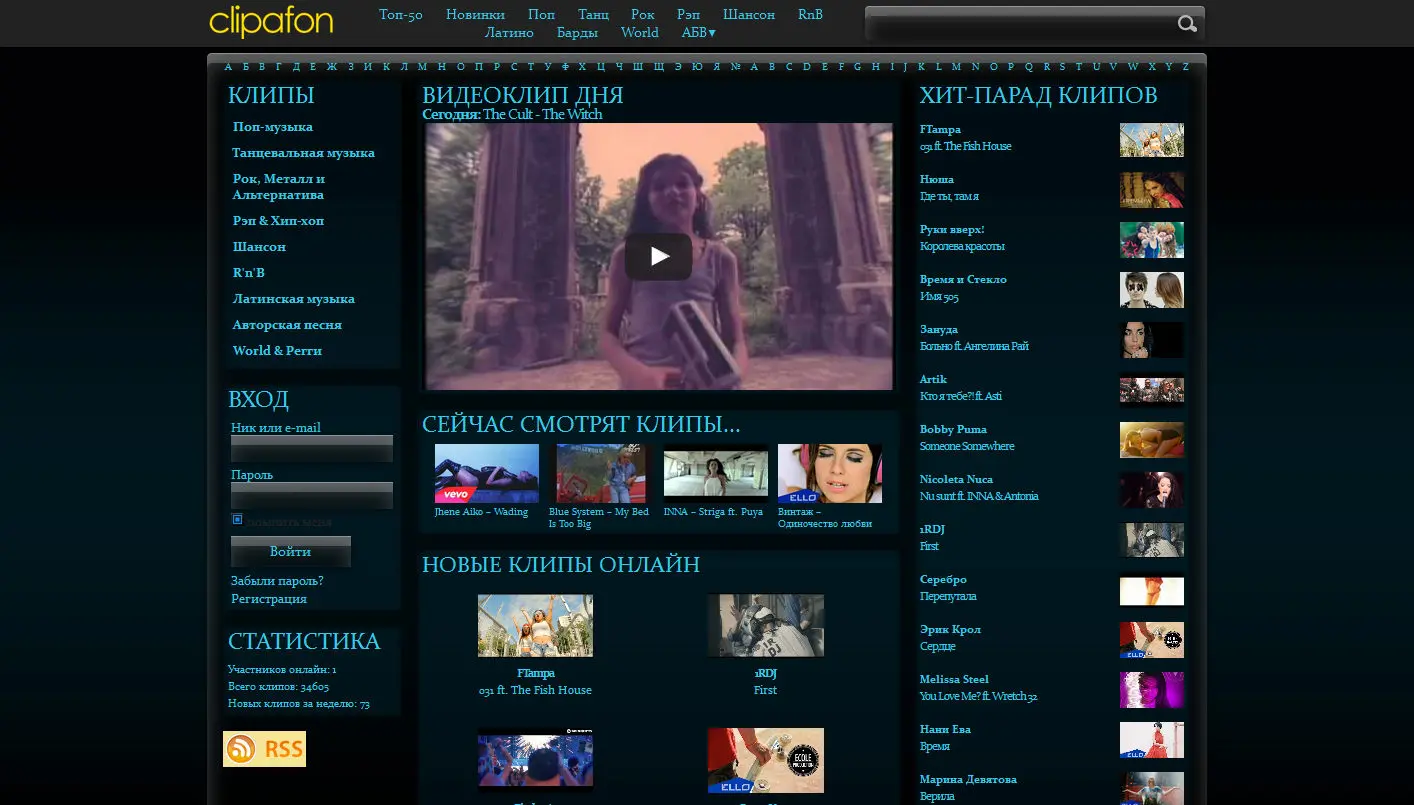 clipafon
Топ-50 Новинки Поп Танц Рок Рэп Шансон RnB
Латино Барды World АБВ▼
А Б В Г Д Е Ж З И К Л М Н О П Р С Т У Ф Х Ц Ч Ш Щ Э Ю Я № A B C D E F G H I J K L M N O P Q R S T U V W X Y Z
КЛИПЫ
Поп-музыка
Танцевальная музыка
Рок, Металл и
Альтернатива
Рэп & Хип-хоп
Шансон
R'n'B
Латинская музыка
Авторская песня
World & Регги
ВХОД
Ник или e-mail
Пароль
Войти
Забыли пароль?
Регистрация
СТАТИСТИКА
Участников онлайн: 1
Всего клипов: 34605
Новых клипов за неделю: 73
RSS
ВИДЕОКЛИП ДНЯ
Сегодня: The Cult - The Witch
СЕЙЧАС СМОТРЯТ КЛИПЫ...
vevo
ELLO
Jhene Aiko – Wading
Blue System – My Bed
Is Too Big
INNA – Striga ft. Puya
Винтаж –
Одиночество любви
НОВЫЕ КЛИПЫ ОНЛАЙН
FTampa
031 ft. The Fish House
1RDJ
First
ELLO
ECOLE
ХИТ-ПАРАД КЛИПОВ
FTampa
031 ft. The Fish House
Нюша
Где ты, там я
Руки вверх!
Королева красоты
Время и Стекло
Имя 505
Зануда
Больно ft. Ангелина Рай
Artik
Кто я тебе?! ft. Asti
Bobby Puma
Someone Somewhere
Nicoleta Nuca
Nu sunt ft. INNA & Antonia
1RDJ
First
Серебро
Перепутала
Эрик Крол
Сердце
ELLO
Melissa Steel
You Love Me? ft. Wretch 32
Нани Ева
Время
ELLO
Марина Девятова
Верила